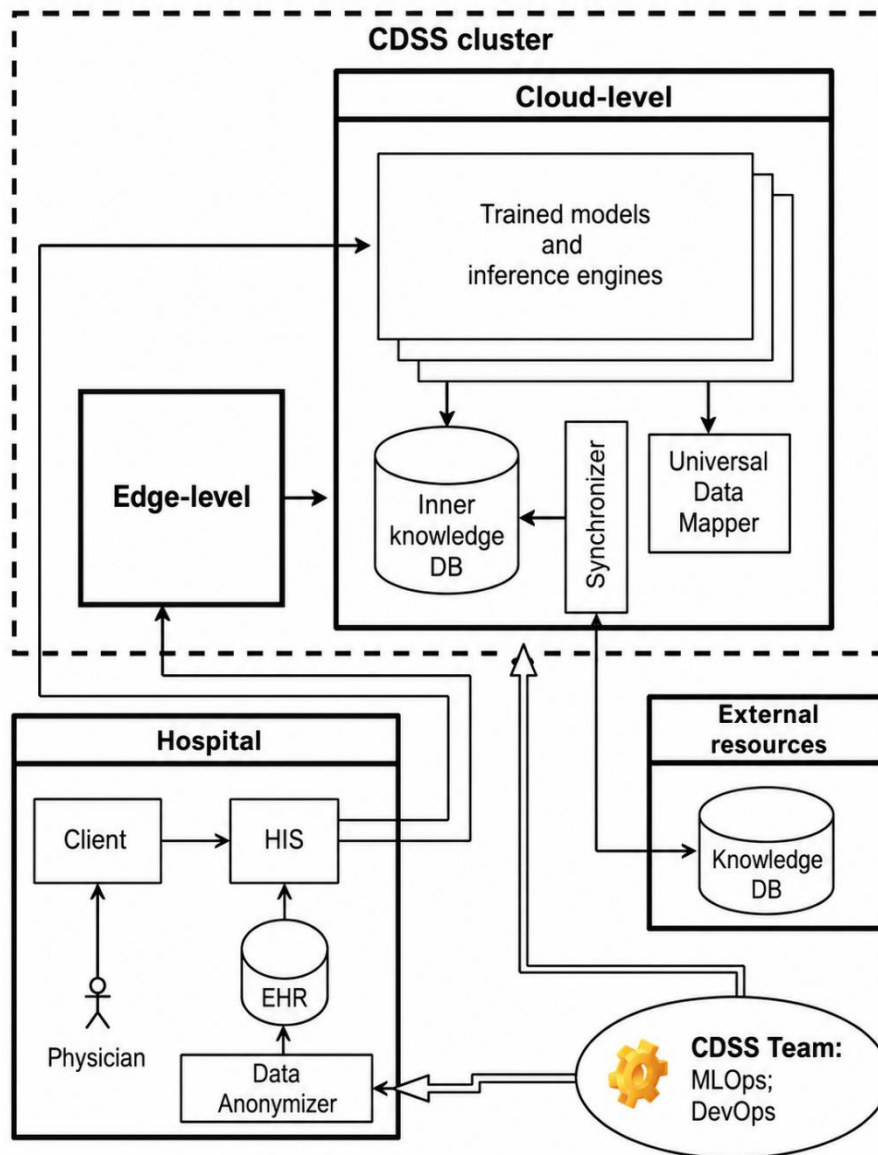 CDSS cluster
Cloud-level
Trained models
and
inference engines
Edge-level
Inner
knowledge
DB
Synchronizer
Universal
Data
Mapper
Hospital
Client
HIS
EHR
Physician
Data
Anonymizer
External
resources
Knowledge
DB
CDSS Team:
MLOps;
DevOps